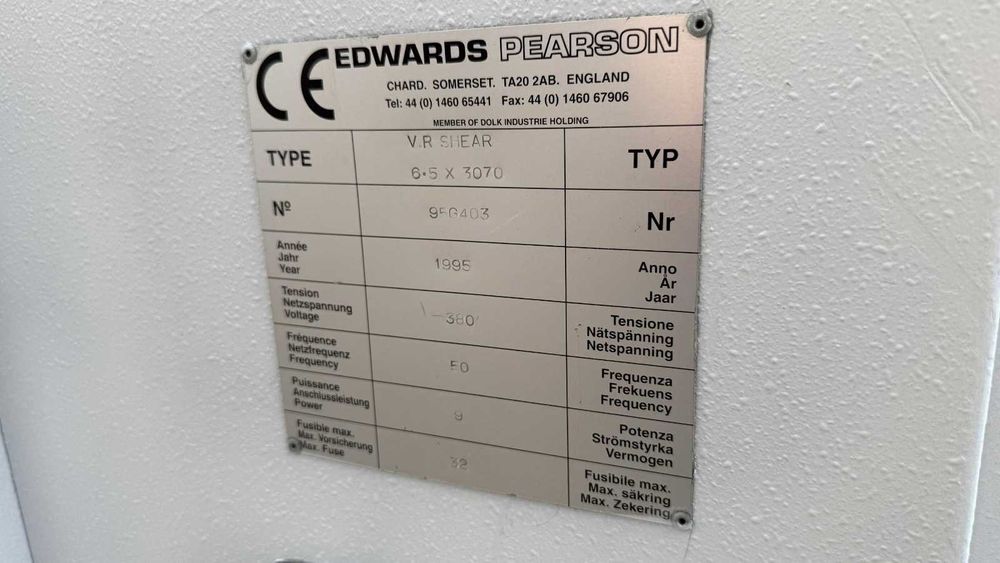 CE EDWARDS PEARSON
CHARD. SOMERSET. TA20 2AB. ENGLAND
Tel: 44 (0) 1460 65441 Fax: 44 (0) 1460 67906
MEMBER OF DOLK INDUSTRIE HOLDING
TYPE
V.R SHEAR
6·5 X 3070
TYP
Nº
95G403
Nr
Année
Jahr
Year
1995
Anno
År
Jaar
Tension
Netzspannung
Voltage
380
Tensione
Nätspänning
Netspanning
Fréquence
Netzfrequenz
Frequency
50
Frequenza
Frekuens
Frequency
Puissance
Anschlussleistung
Power
9
Potenza
Strömstyrka
Vermogen
Fusible max.
Max. Vorsicherung
Max. Fuse
32
Fusibile max.
Max. säkring
Max. Zekering